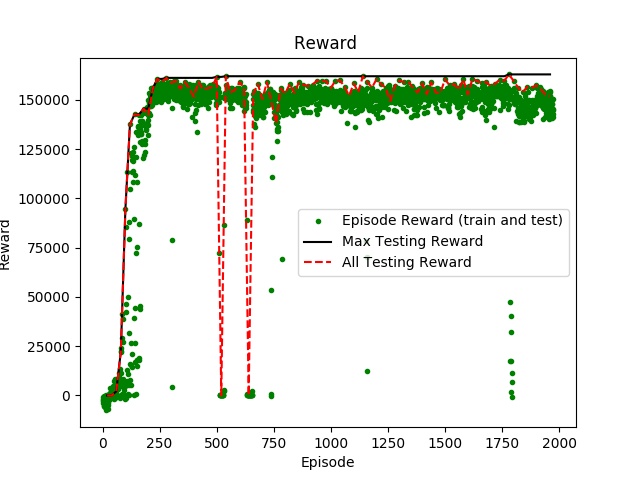 Reward
150000
125000
100000
75000
50000
25000
0
Reward
Episode Reward (train and test)
Max Testing Reward
All Testing Reward
0 250 500 750 1000 1250 1500 1750 2000
Episode